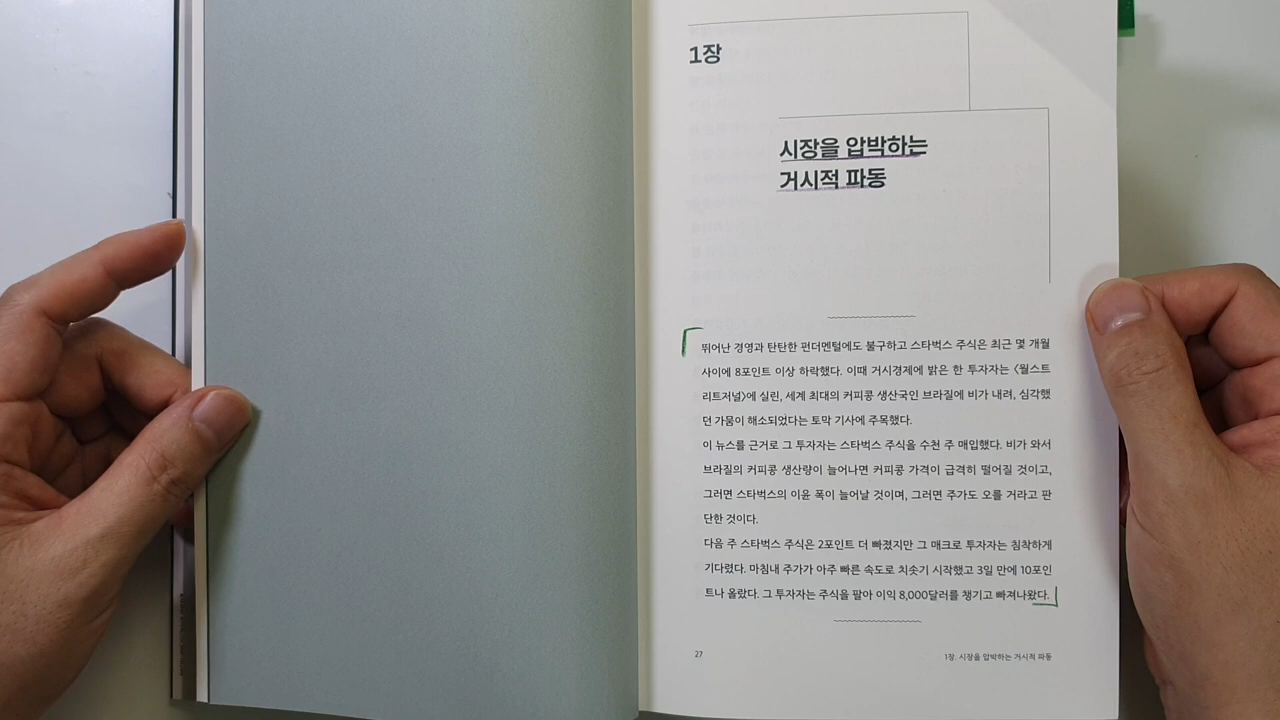 1장
시장을 압박하는
거시적 파동
뛰어난 경영과 탄탄한 펀더멘털에도 불구하고 스타벅스 주식은 최근 몇 개월
사이에 8포인트 이상 하락했다. 이때 거시경제에 밝은 한 투자자는 〈월스트
리트저널〉에 실린, 세계 최대의 커피콩 생산국인 브라질에 비가 내려, 심각했
던 가뭄이 해소되었다는 토막 기사에 주목했다.
이 뉴스를 근거로 그 투자자는 스타벅스 주식을 수천 주 매입했다. 비가 와서
브라질의 커피콩 생산량이 늘어나면 커피콩 가격이 급격히 떨어질 것이고,
그러면 스타벅스의 이윤 폭이 늘어날 것이며, 그러면 주가도 오를 거라고 판
단한 것이다.
다음 주 스타벅스 주식은 2포인트 더 빠졌지만 그 매크로 투자자는 침착하게
기다렸다. 마침내 주가가 아주 빠른 속도로 치솟기 시작했고 3일 만에 10포인
트나 올랐다. 그 투자자는 주식을 팔아 이익 8,000달러를 챙기고 빠져나왔다.
27
1장. 시장을 압박하는 거시적 파동